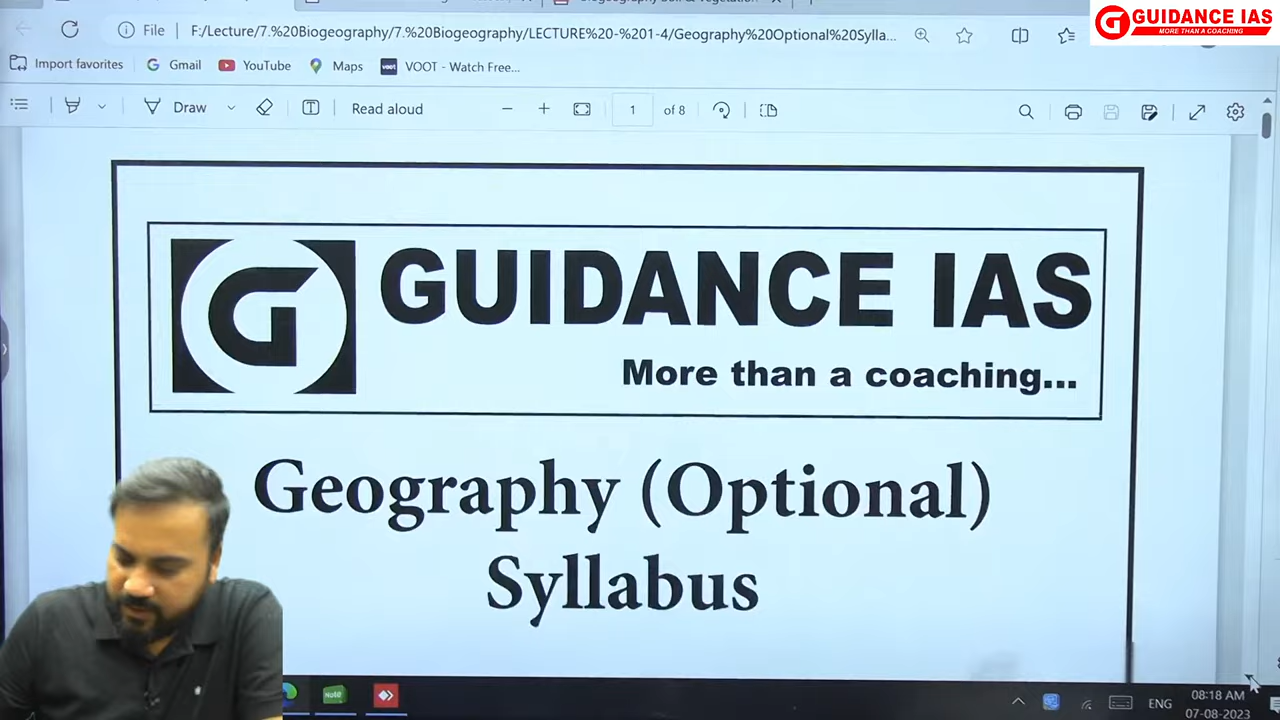 GUIDANCE IAS
MORE THAN A COACHING
File
F:/Lecture/7.%20Biogeography/7.%20Biogeography/LECTURE%20-%201-4/Geography%20Optional%20Sylla...
Import favorites
Gmail
YouTube
Maps
VOOT - Watch Free...
Draw
Read aloud
1
of 8
GUIDANCE IAS
More than a coaching...
Geography (Optional)
Syllabus
Note
ENG
08:18 AM
07-08-2023